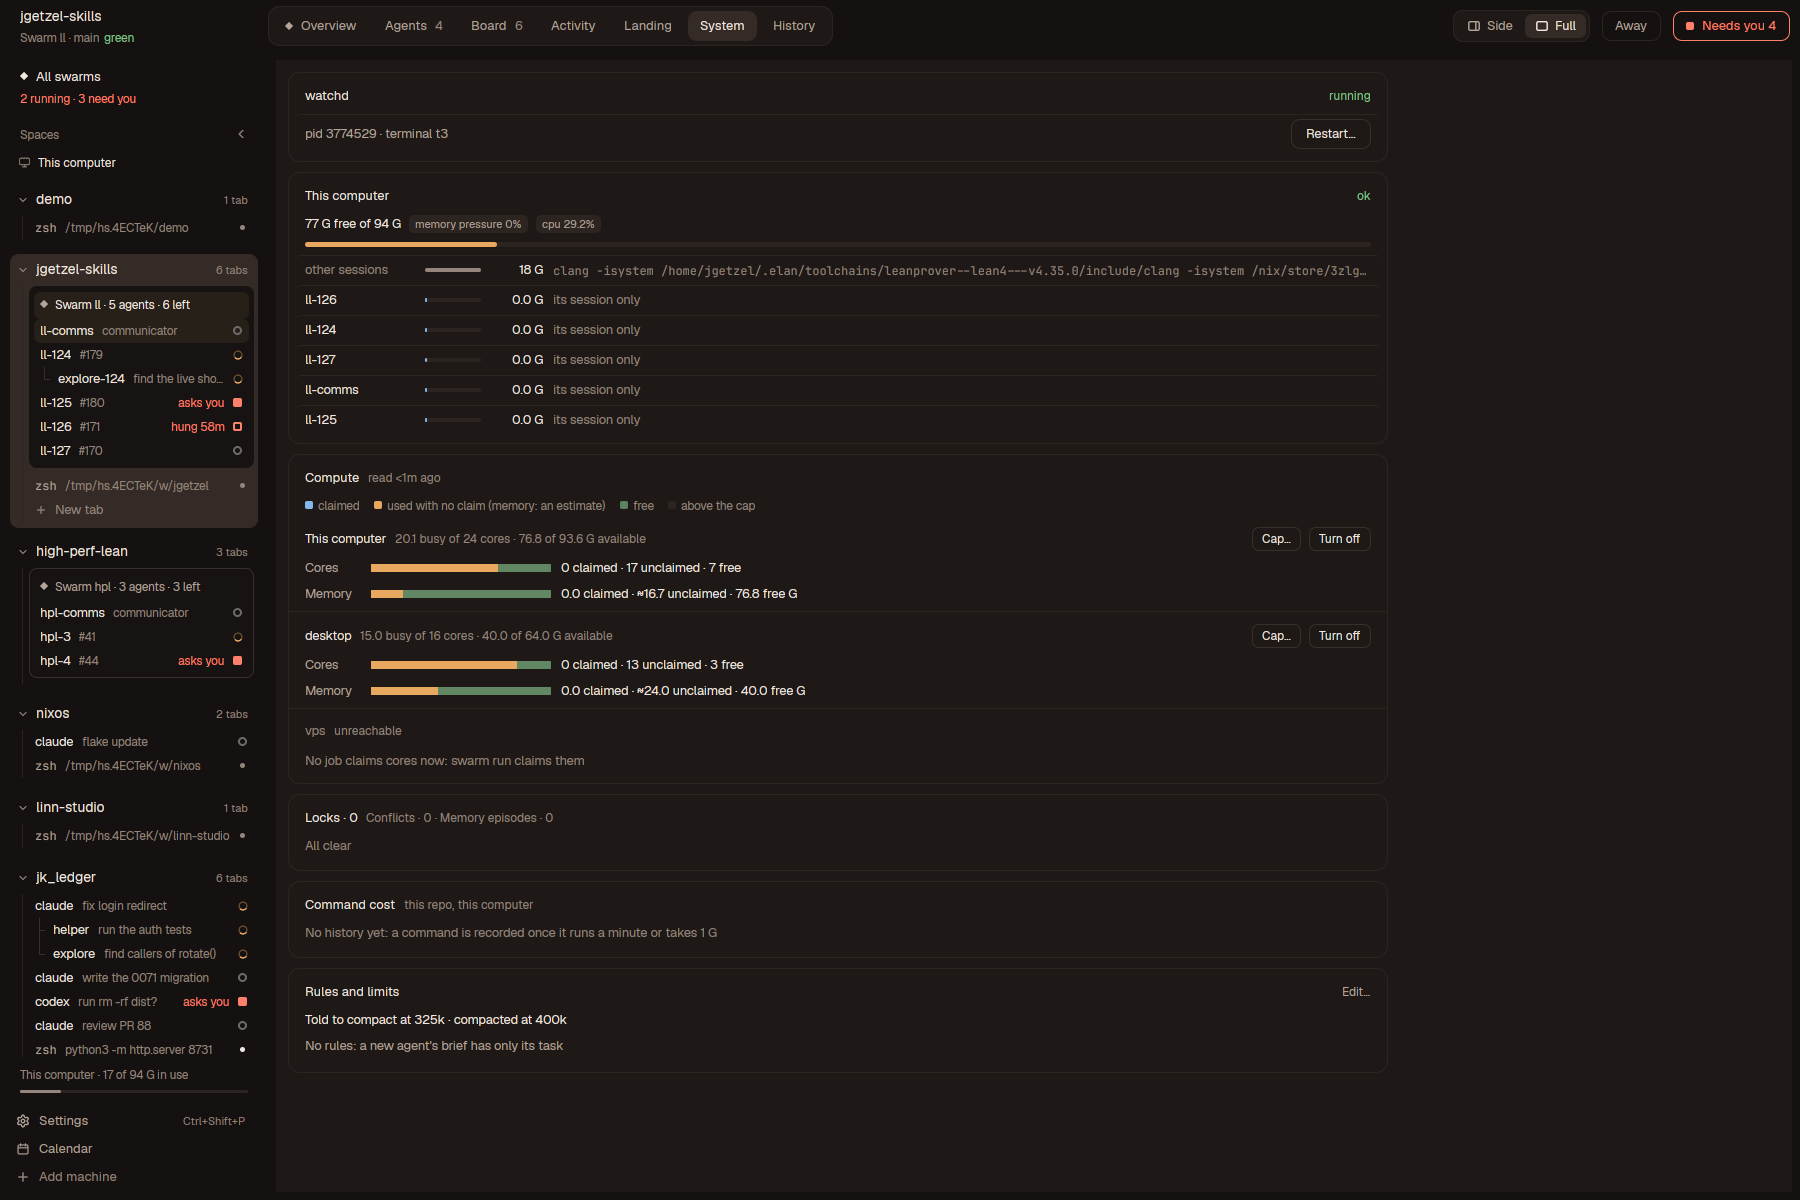 jgetzel-skills
Swarm ll · main green
Overview
Agents 4
Board 6
Activity
Landing
System
History
Side
Full
Away
Needs you 4
All swarms
2 running · 3 need you
Spaces
This computer
demo 1 tab
zsh /tmp/hs.4ECTeK/demo
jgetzel-skills 6 tabs
Swarm ll · 5 agents · 6 left
ll-comms communicator
ll-124 #179
explore-124 find the live sho...
ll-125 #180 asks you
ll-126 #171 hung 58m
ll-127 #170
zsh /tmp/hs.4ECTeK/w/jgetzel
New tab
high-perf-lean 3 tabs
Swarm hpl · 3 agents · 3 left
hpl-comms communicator
hpl-3 #41
hpl-4 #44 asks you
nixos 2 tabs
claude flake update
zsh /tmp/hs.4ECTeK/w/nixos
linn-studio 1 tab
zsh /tmp/hs.4ECTeK/w/linn-studio
jk_ledger 6 tabs
claude fix login redirect
helper run the auth tests
explore find callers of rotate()
claude write the 0071 migration
codex run rm -rf dist? asks you
claude review PR 88
zsh python3 -m http.server 8731
This computer · 17 of 94 G in use
Settings Ctrl+Shift+P
Calendar
Add machine
watchd running
pid 3774529 · terminal t3 Restart...
This computer ok
77 G free of 94 G memory pressure 0% cpu 29.2%
other sessions 18 G clang -isystem /home/jgetzel/.elan/toolchains/leanprover--lean4---v4.35.0/include/clang -isystem /nix/store/3zlg...
ll-126 0.0 G its session only
ll-124 0.0 G its session only
ll-127 0.0 G its session only
ll-comms 0.0 G its session only
ll-125 0.0 G its session only
Compute read <1m ago
claimed used with no claim (memory: an estimate) free above the cap
This computer 20.1 busy of 24 cores · 76.8 of 93.6 G available Cap... Turn off
Cores 0 claimed · 17 unclaimed · 7 free
Memory 0.0 claimed · ≈16.7 unclaimed · 76.8 free G
desktop 15.0 busy of 16 cores · 40.0 of 64.0 G available Cap... Turn off
Cores 0 claimed · 13 unclaimed · 3 free
Memory 0.0 claimed · ≈24.0 unclaimed · 40.0 free G
vps unreachable
No job claims cores now: swarm run claims them
Locks · 0 Conflicts · 0 · Memory episodes · 0
All clear
Command cost this repo, this computer
No history yet: a command is recorded once it runs a minute or takes 1 G
Rules and limits Edit...
Told to compact at 325k · compacted at 400k
No rules: a new agent's brief has only its task